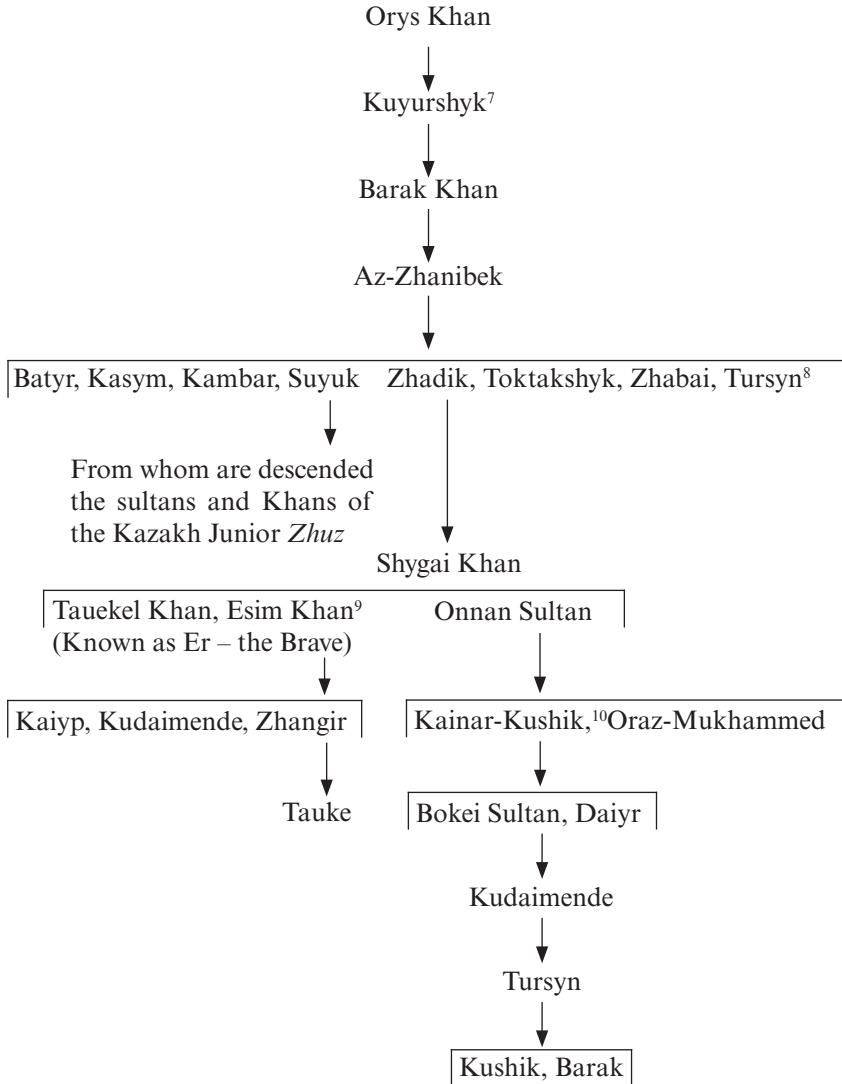 Orys Khan
Kuyurshyk⁷
Barak Khan
Az-Zhanibek
Batyr, Kasym, Kambar, Suyuk Zhadik, Toktakshyk, Zhabai, Tursyn⁸
From whom are descended
the sultans and Khans of
the Kazakh Junior Zhuz
Shygai Khan
Tauekel Khan, Esim Khan⁹ Onnan Sultan
(Known as Er – the Brave)
Kaiyp, Kudaimende, Zhangir Kainar-Kushik,¹⁰Oraz-Mukhammed
Tauke Bokei Sultan, Daiyr
Kudaimende
Tursyn
Kushik, Barak